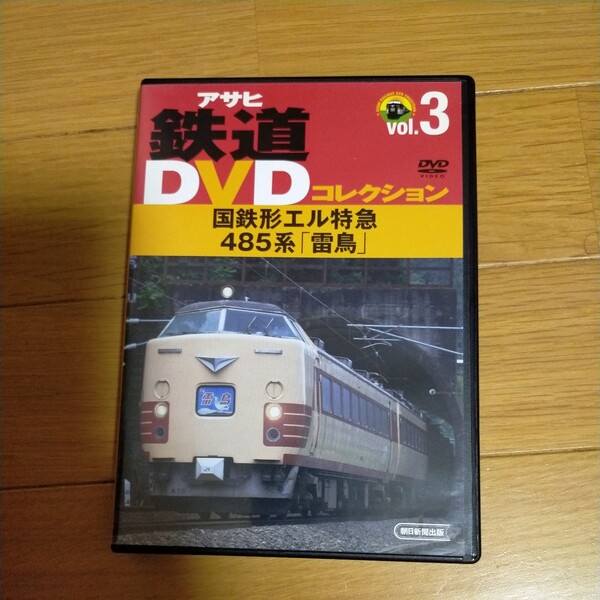 アサヒ
鉄道
DVDコレクション
vol.3
DVD
VIDEO
国鉄形エル特急
485系「雷鳥」
雷鳥
JR
朝日新聞出版